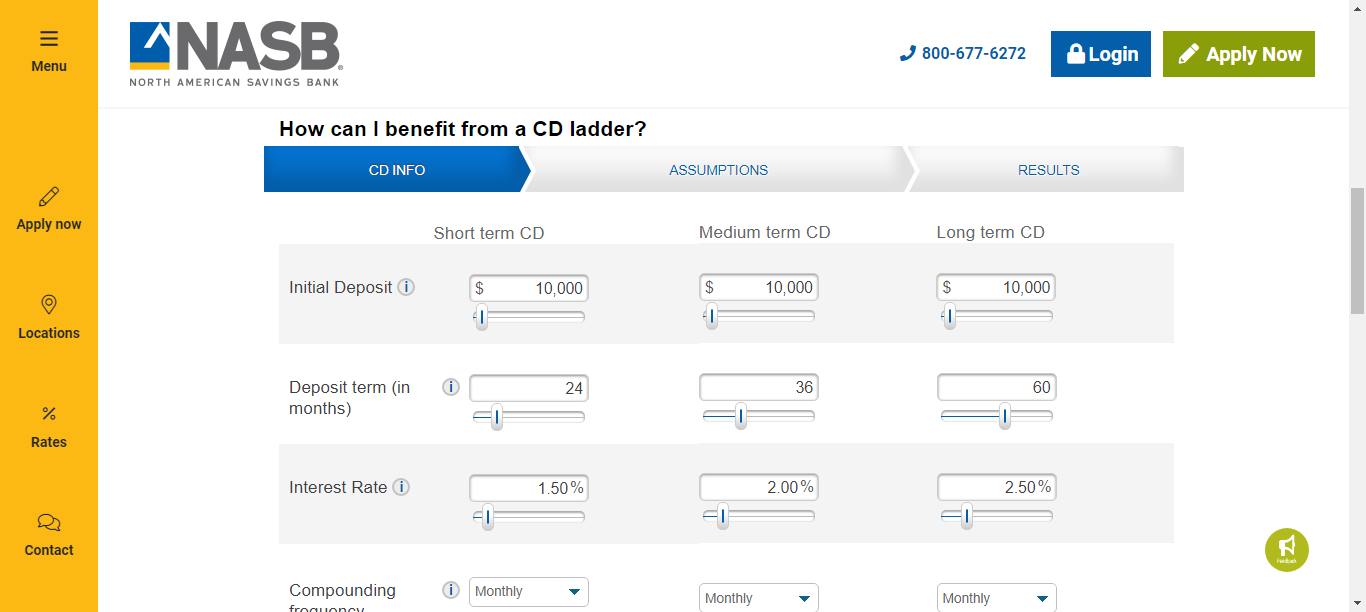 Menu
NASB®
NORTH AMERICAN SAVINGS BANK
800-677-6272
Login
Apply Now
Apply now
Locations
Rates
Contact
How can I benefit from a CD ladder?
CD INFO
ASSUMPTIONS
RESULTS
Short term CD
Medium term CD
Long term CD
Initial Deposit i
$ 10,000
$ 10,000
$ 10,000
Deposit term (in
months)
i
24
36
60
Interest Rate i
1.50%
2.00%
2.50%
Compounding
frequency
i
Monthly
Monthly
Monthly
Feedback